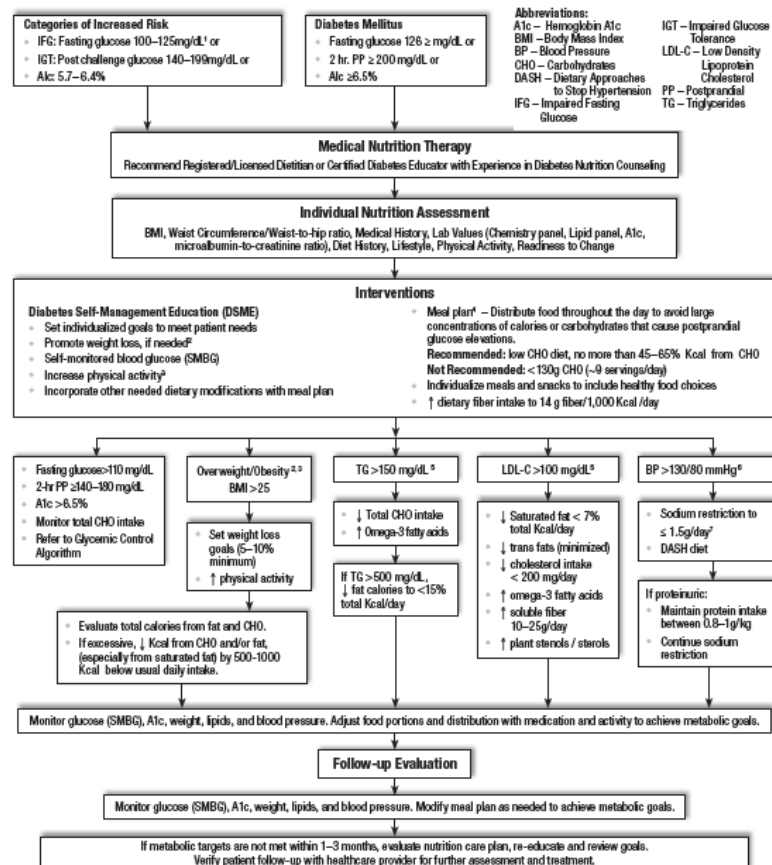 Categories of Increased Risk
IFG: Fasting glucose 100–125mg/dL¹ or
IGT: Post challenge glucose 140–199mg/dL or
A1c: 5.7–6.4%
Diabetes Mellitus
Fasting glucose 126 ≥ mg/dL or
2 hr. PP ≥ 200 mg/dL or
A1c ≥6.5%
Abbreviations:
A1c – Hemoglobin A1c
BMI – Body Mass Index
BP – Blood Pressure
CHO – Carbohydrates
DASH – Dietary Approaches
to Stop Hypertension
IFG – Impaired Fasting
Glucose
IGT – Impaired Glucose
Tolerance
LDL-C – Low Density
Lipoprotein
Cholesterol
PP – Postprandial
TG – Triglycerides
Medical Nutrition Therapy
Recommend Registered/Licensed Dietitian or Certified Diabetes Educator with Experience in Diabetes Nutrition Counseling
Individual Nutrition Assessment
BMI, Waist Circumference/Waist-to-hip ratio, Medical History, Lab Values (Chemistry panel, Lipid panel, A1c,
microalbumin-to-creatinine ratio), Diet History, Lifestyle, Physical Activity, Readiness to Change
Interventions
Diabetes Self-Management Education (DSME)
Set individualized goals to meet patient needs
Promote weight loss, if needed²
Self-monitored blood glucose (SMBG)
Increase physical activity³
Incorporate other needed dietary modifications with meal plan
Meal plan⁴ – Distribute food throughout the day to avoid large
concentrations of calories or carbohydrates that cause postprandial
glucose elevations.
Recommended: low CHO diet, no more than 45–65% Kcal from CHO
Not Recommended: <130g CHO (~9 servings/day)
Individualize meals and snacks to include healthy food choices
↑ dietary fiber intake to 14 g fiber/1,000 Kcal /day
Fasting glucose>110 mg/dL
2-hr PP ≥140–180 mg/dL
A1c >6.5%
Monitor total CHO intake
Refer to Glycemic Control
Algorithm
Overweight/Obesity ²,³
BMI >25
Set weight loss
goals (5–10%
minimum)
↑ physical activity
Evaluate total calories from fat and CHO.
If excessive, ↓ Kcal from CHO and/or fat,
(especially from saturated fat) by 500-1000
Kcal below usual daily intake.
TG >150 mg/dL ⁵
↓ Total CHO intake
↑ Omega-3 fatty acids
If TG >500 mg/dL,
↓ fat calories to <15%
total Kcal/day
LDL-C >100 mg/dL⁵
↓ Saturated fat < 7%
total Kcal/day
↓ trans fats (minimized)
↓ cholesterol intake
< 200 mg/day
↑ omega-3 fatty acids
↑ soluble fiber
10–25g/day
↑ plant stenols / sterols
BP >130/80 mmHg⁶
Sodium restriction to
≤ 1.5g/day⁷
DASH diet
If proteinuric:
Maintain protein intake
between 0.8–1g/kg
Continue sodium
restriction
Monitor glucose (SMBG), A1c, weight, lipids, and blood pressure. Adjust food portions and distribution with medication and activity to achieve metabolic goals.
Follow-up Evaluation
Monitor glucose (SMBG), A1c, weight, lipids, and blood pressure. Modify meal plan as needed to achieve metabolic goals.
If metabolic targets are not met within 1–3 months, evaluate nutrition care plan, re-educate and review goals.
Verify patient follow-up with healthcare provider for further assessment and treatment.